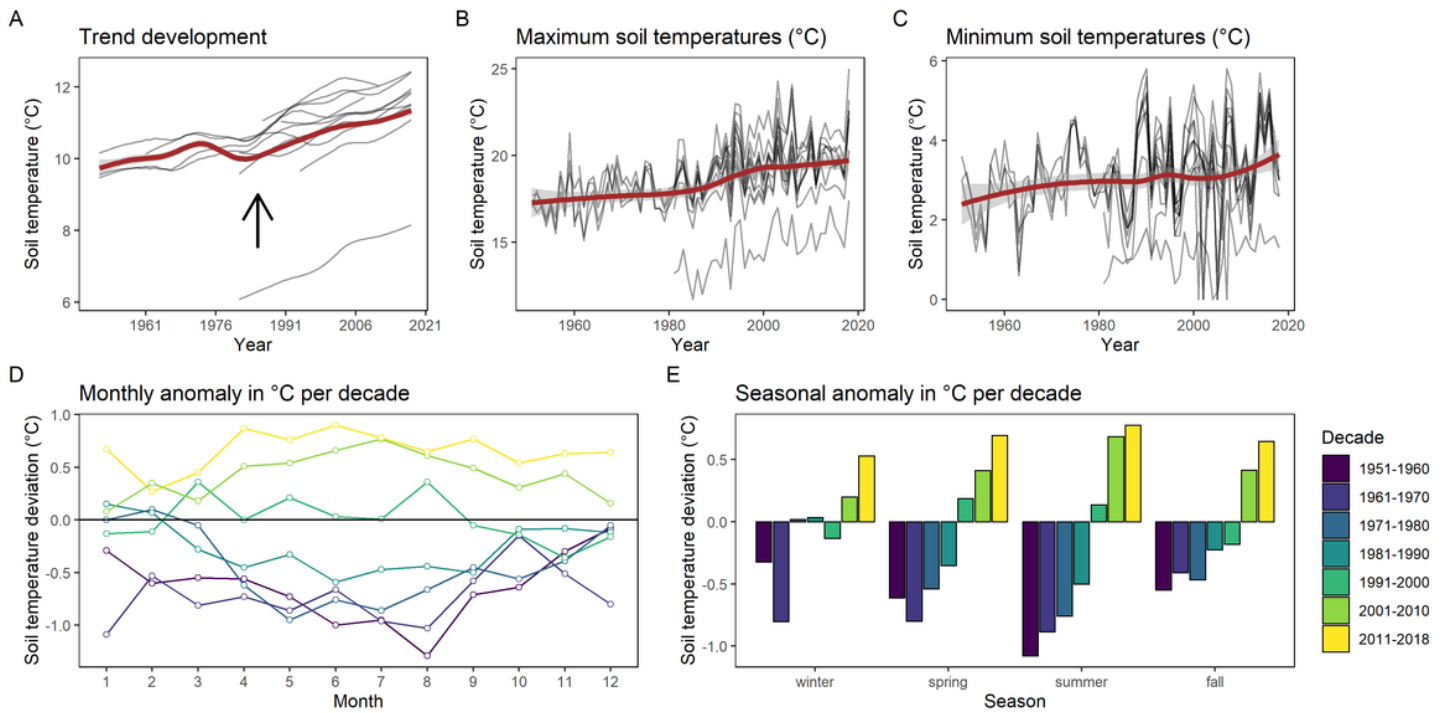 A
Trend development
Soil temperature (°C)
12
10
8
6
1961
1976
1991
2006
2021
Year
B
Maximum soil temperatures (°C)
Soil temperature (°C)
25
20
15
1960
1980
2000
2020
Year
C
Minimum soil temperatures (°C)
Soil temperature (°C)
6
4
2
0
1960
1980
2000
2020
Year
D
Monthly anomaly in °C per decade
Soil temperature deviation (°C)
1.0
0.5
0.0
-0.5
-1.0
1
2
3
4
5
6
7
8
9
10
11
12
Month
E
Seasonal anomaly in °C per decade
Soil temperature deviation (°C)
0.5
0.0
-0.5
-1.0
winter
spring
summer
fall
Season
Decade
1951-1960
1961-1970
1971-1980
1981-1990
1991-2000
2001-2010
2011-2018